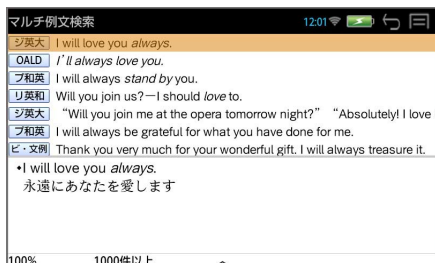 マルチ例文検索 12:01
ジ英大 I will love you always.
OALD I'll always love you.
プ和英 I will always stand by you.
リ英和 Will you join us?—I should love to.
ジ英大 “Will you join me at the opera tomorrow night?” “Absolutely! I love
プ和英 I will always be grateful for what you have done for me.
ビ・文例 Thank you very much for your wonderful gift. I will always treasure it.
◆I will love you always.
永遠にあなたを愛します
100% 1000件以上